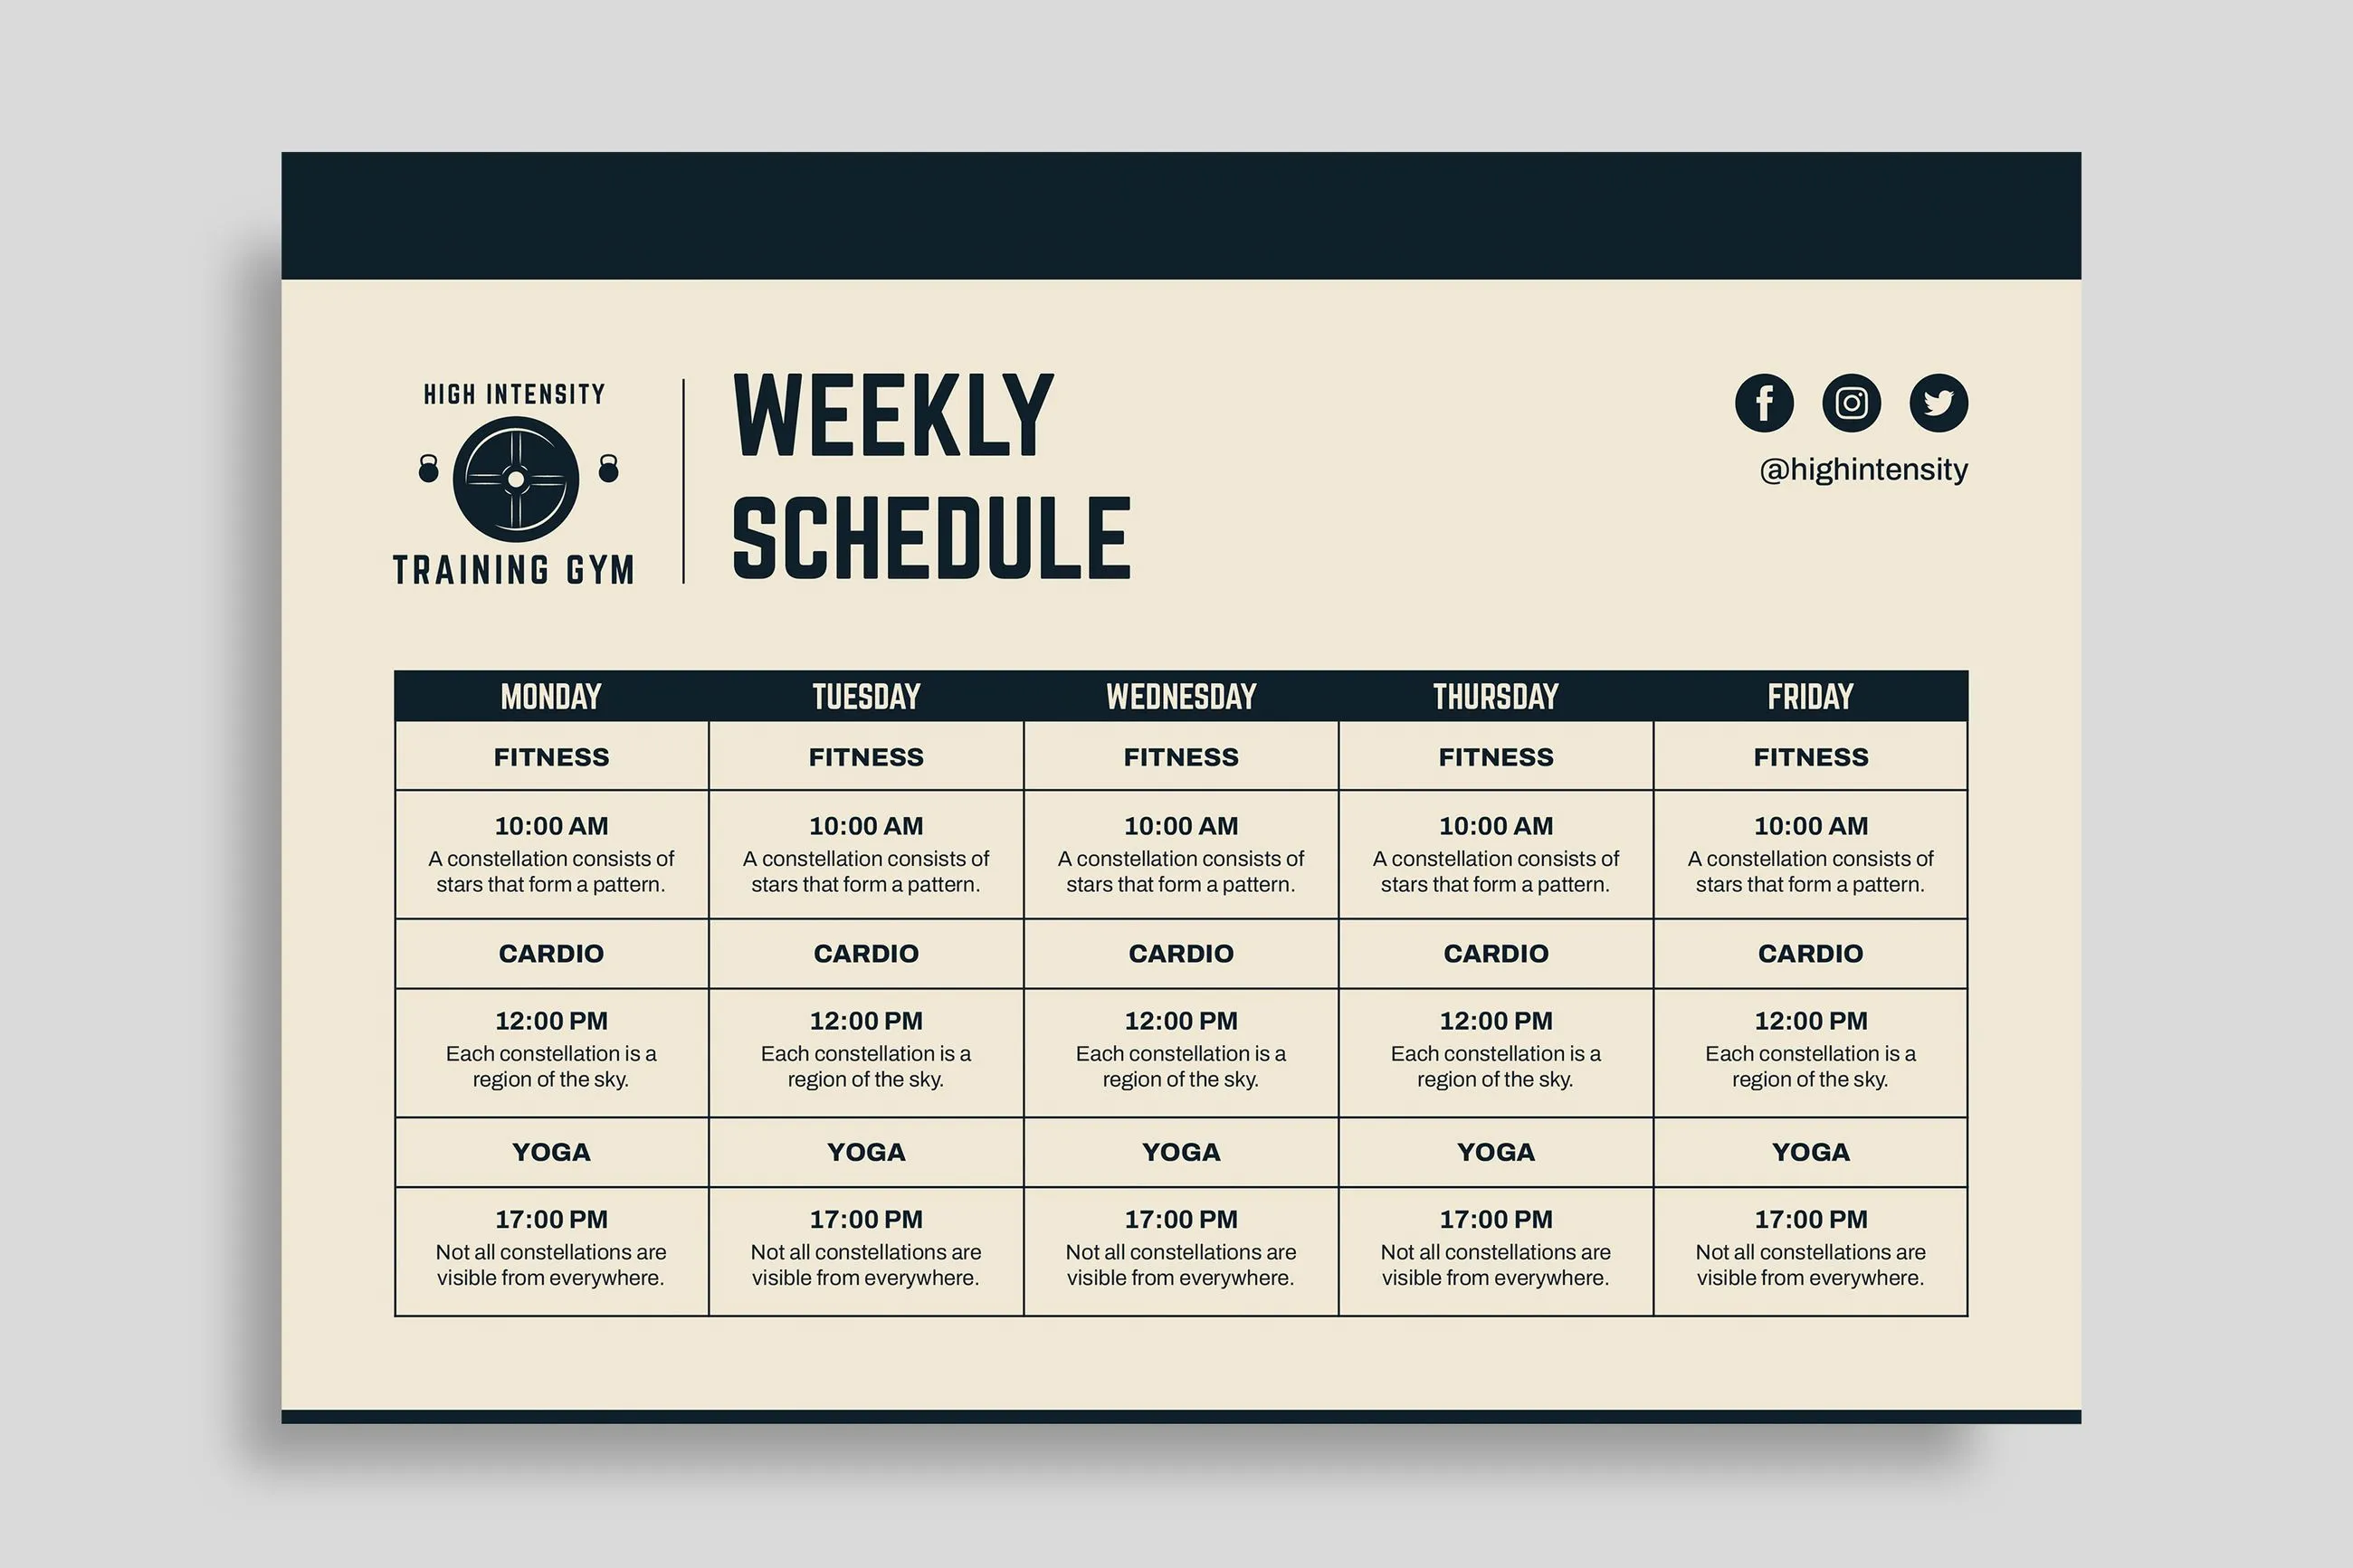 HIGH INTENSITY
TRAINING GYM
WEEKLY
SCHEDULE
@highintensity
MONDAY TUESDAY WEDNESDAY THURSDAY FRIDAY
FITNESS FITNESS FITNESS FITNESS FITNESS
10:00 AM 10:00 AM 10:00 AM 10:00 AM 10:00 AM
A constellation consists of A constellation consists of A constellation consists of A constellation consists of A constellation consists of
stars that form a pattern. stars that form a pattern. stars that form a pattern. stars that form a pattern. stars that form a pattern.
CARDIO CARDIO CARDIO CARDIO CARDIO
12:00 PM 12:00 PM 12:00 PM 12:00 PM 12:00 PM
Each constellation is a Each constellation is a Each constellation is a Each constellation is a Each constellation is a
region of the sky. region of the sky. region of the sky. region of the sky. region of the sky.
YOGA YOGA YOGA YOGA YOGA
17:00 PM 17:00 PM 17:00 PM 17:00 PM 17:00 PM
Not all constellations are Not all constellations are Not all constellations are Not all constellations are Not all constellations are
visible from everywhere. visible from everywhere. visible from everywhere. visible from everywhere. visible from everywhere.